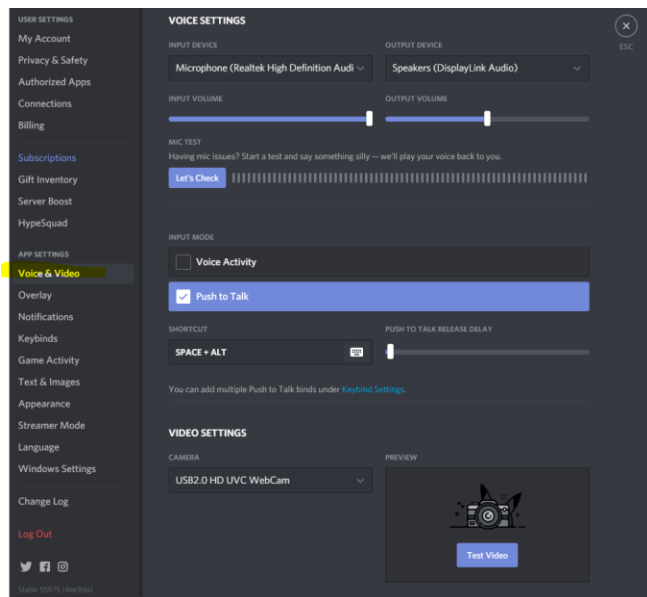 USER SETTINGS
My Account
Privacy & Safety
Authorized Apps
Connections
Billing
Subscriptions
Gift Inventory
Server Boost
HypeSquad
APP SETTINGS
Voice & Video
Overlay
Notifications
Keybinds
Game Activity
Text & Images
Appearance
Streamer Mode
Language
Windows Settings
Change Log
Log Out
VOICE SETTINGS
ESC
INPUT DEVICE
Microphone (Realtek High Definition Audi
OUTPUT DEVICE
Speakers (DisplayLink Audio)
INPUT VOLUME
OUTPUT VOLUME
MIC TEST
Having mic issues? Start a test and say something silly -- we'll play your voice back to you.
Let's Check
INPUT MODE
Voice Activity
Push to Talk
SHORTCUT
SPACE + ALT
PUSH TO TALK RELEASE DELAY
You can add multiple Push to Talk binds under Keybind Settings.
VIDEO SETTINGS
CAMERA
USB2.0 HD UVC WebCam
PREVIEW
Test Video